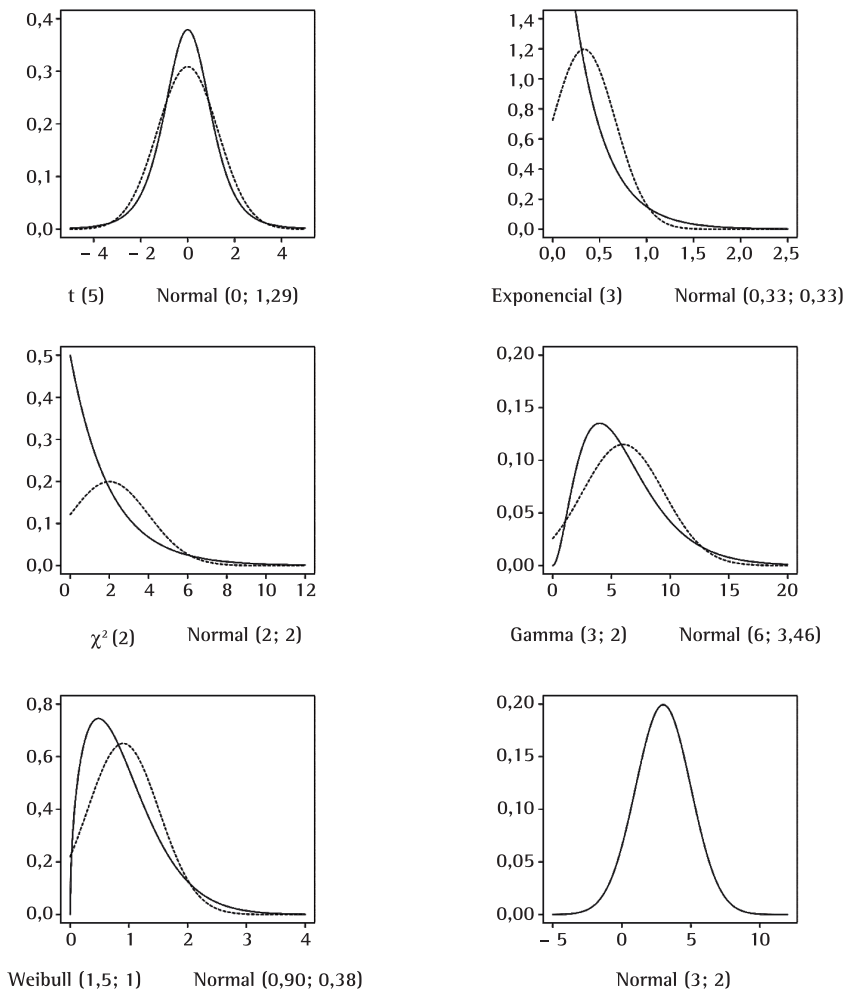 0,4
0,3
0,2
0,1
0,0
– 4 – 2 0 2 4
t (5) Normal (0; 1,29)
1,4
1,2
1,0
0,8
0,6
0,4
0,2
0,0
0,0 0,5 1,0 1,5 2,0 2,5
Exponencial (3) Normal (0,33; 0,33)
0,5
0,4
0,3
0,2
0,1
0,0
0 2 4 6 8 10 12
χ² (2) Normal (2; 2)
0,20
0,15
0,10
0,05
0,00
0 5 10 15 20
Gamma (3; 2) Normal (6; 3,46)
0,8
0,6
0,4
0,2
0,0
0 1 2 3 4
Weibull (1,5; 1) Normal (0,90; 0,38)
0,20
0,15
0,10
0,05
0,00
– 5 0 5 10
Normal (3; 2)